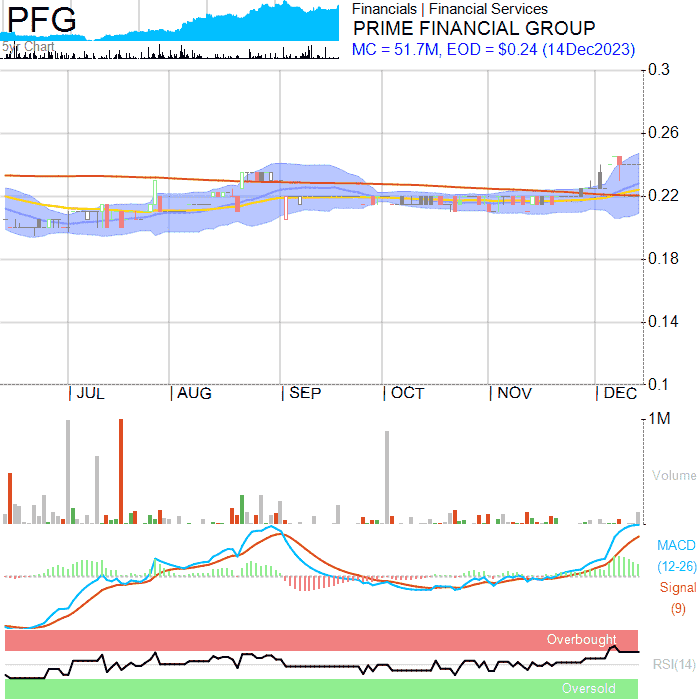 PFG
5yr Chart
Financials | Financial Services
PRIME FINANCIAL GROUP
MC = 51.7M, EOD = $0.24 (14Dec2023)
0.3
0.26
0.22
0.18
0.14
0.1
JUL AUG SEP OCT NOV DEC
1M
Volume
MACD
(12-26)
Signal
(9)
Overbought
RSI(14)
Oversold